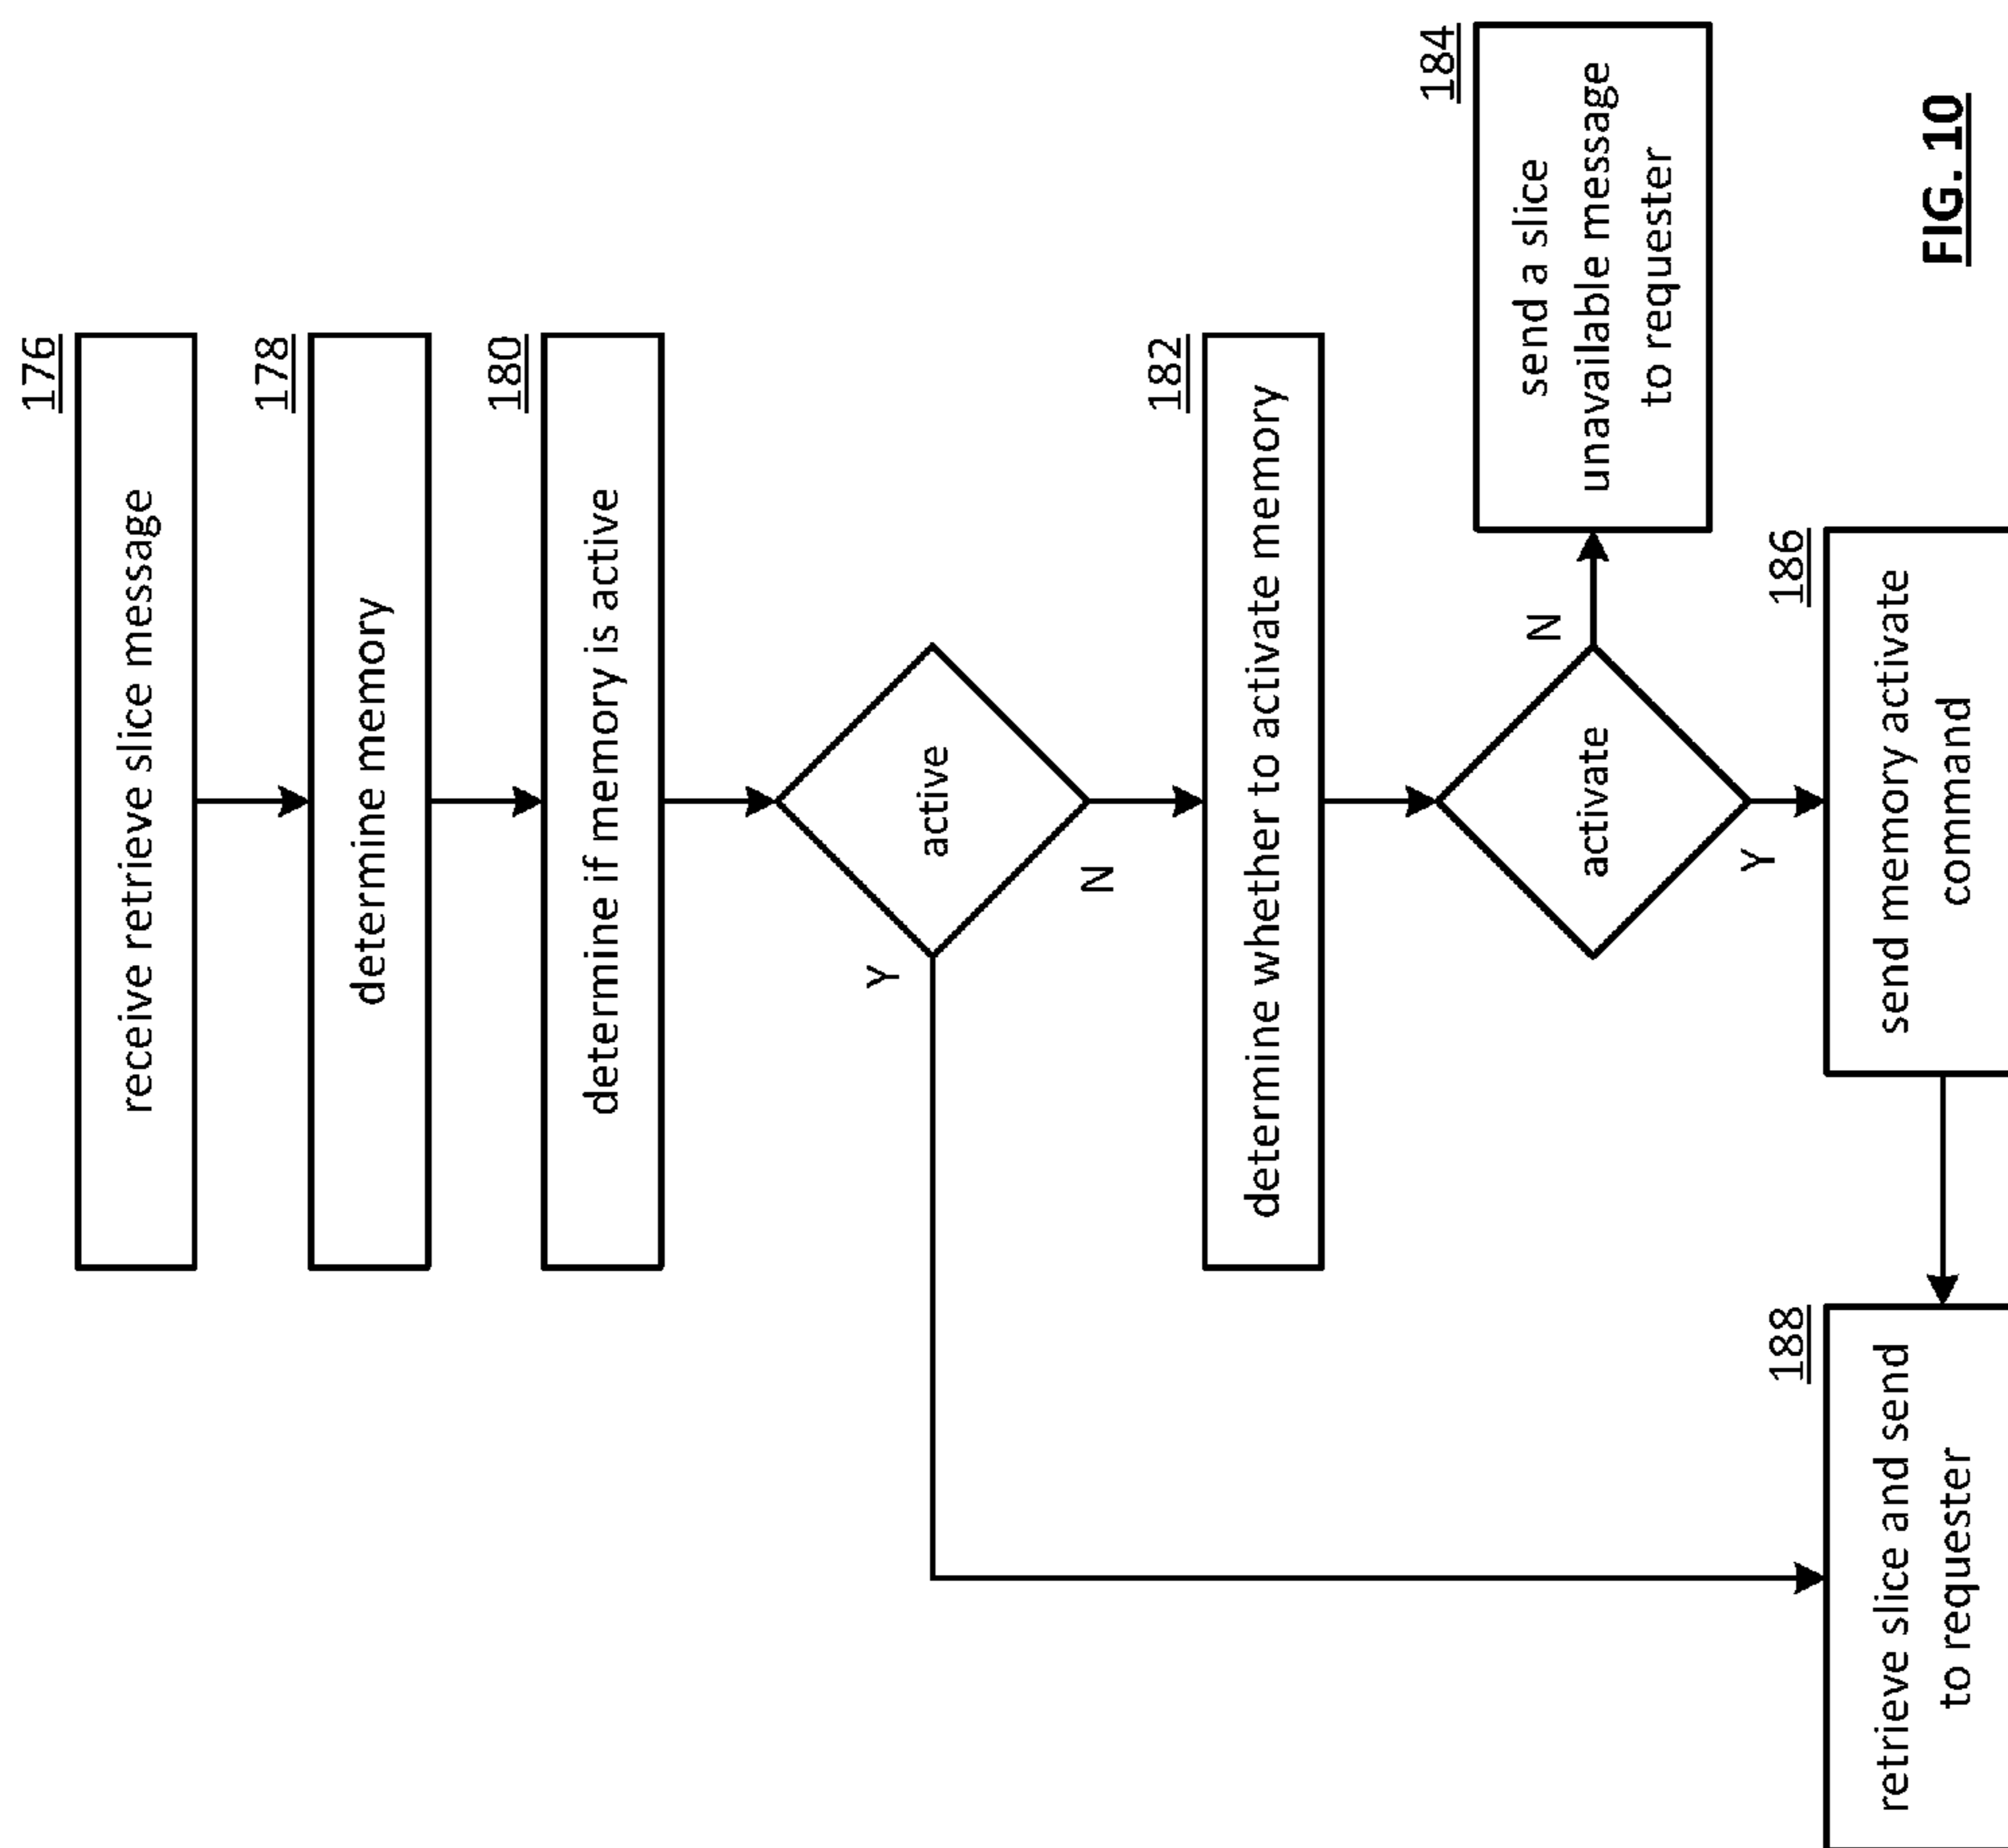 176
receive retrieve slice message
178
determine memory
180
determine if memory is active
active
Y
N
182
determine whether to activate memory
activate
N
Y
184
send a slice
unavailable message
to requester
186
send memory activate
command
188
retrieve slice and send
to requester
FIG. 10